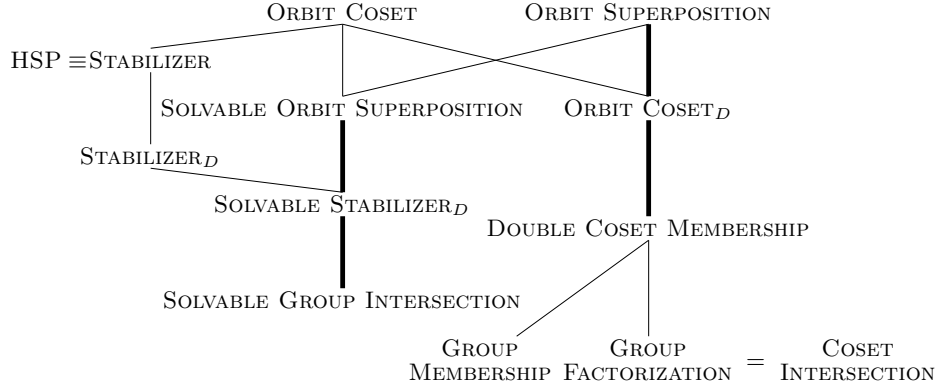 ORBIT COSET ORBIT SUPERPOSITION
HSP ≡STABILIZER
SOLVABLE ORBIT SUPERPOSITION ORBIT COSET_D
STABILIZER_D
SOLVABLE STABILIZER_D
DOUBLE COSET MEMBERSHIP
SOLVABLE GROUP INTERSECTION
GROUP GROUP COSET
MEMBERSHIP FACTORIZATION = INTERSECTION